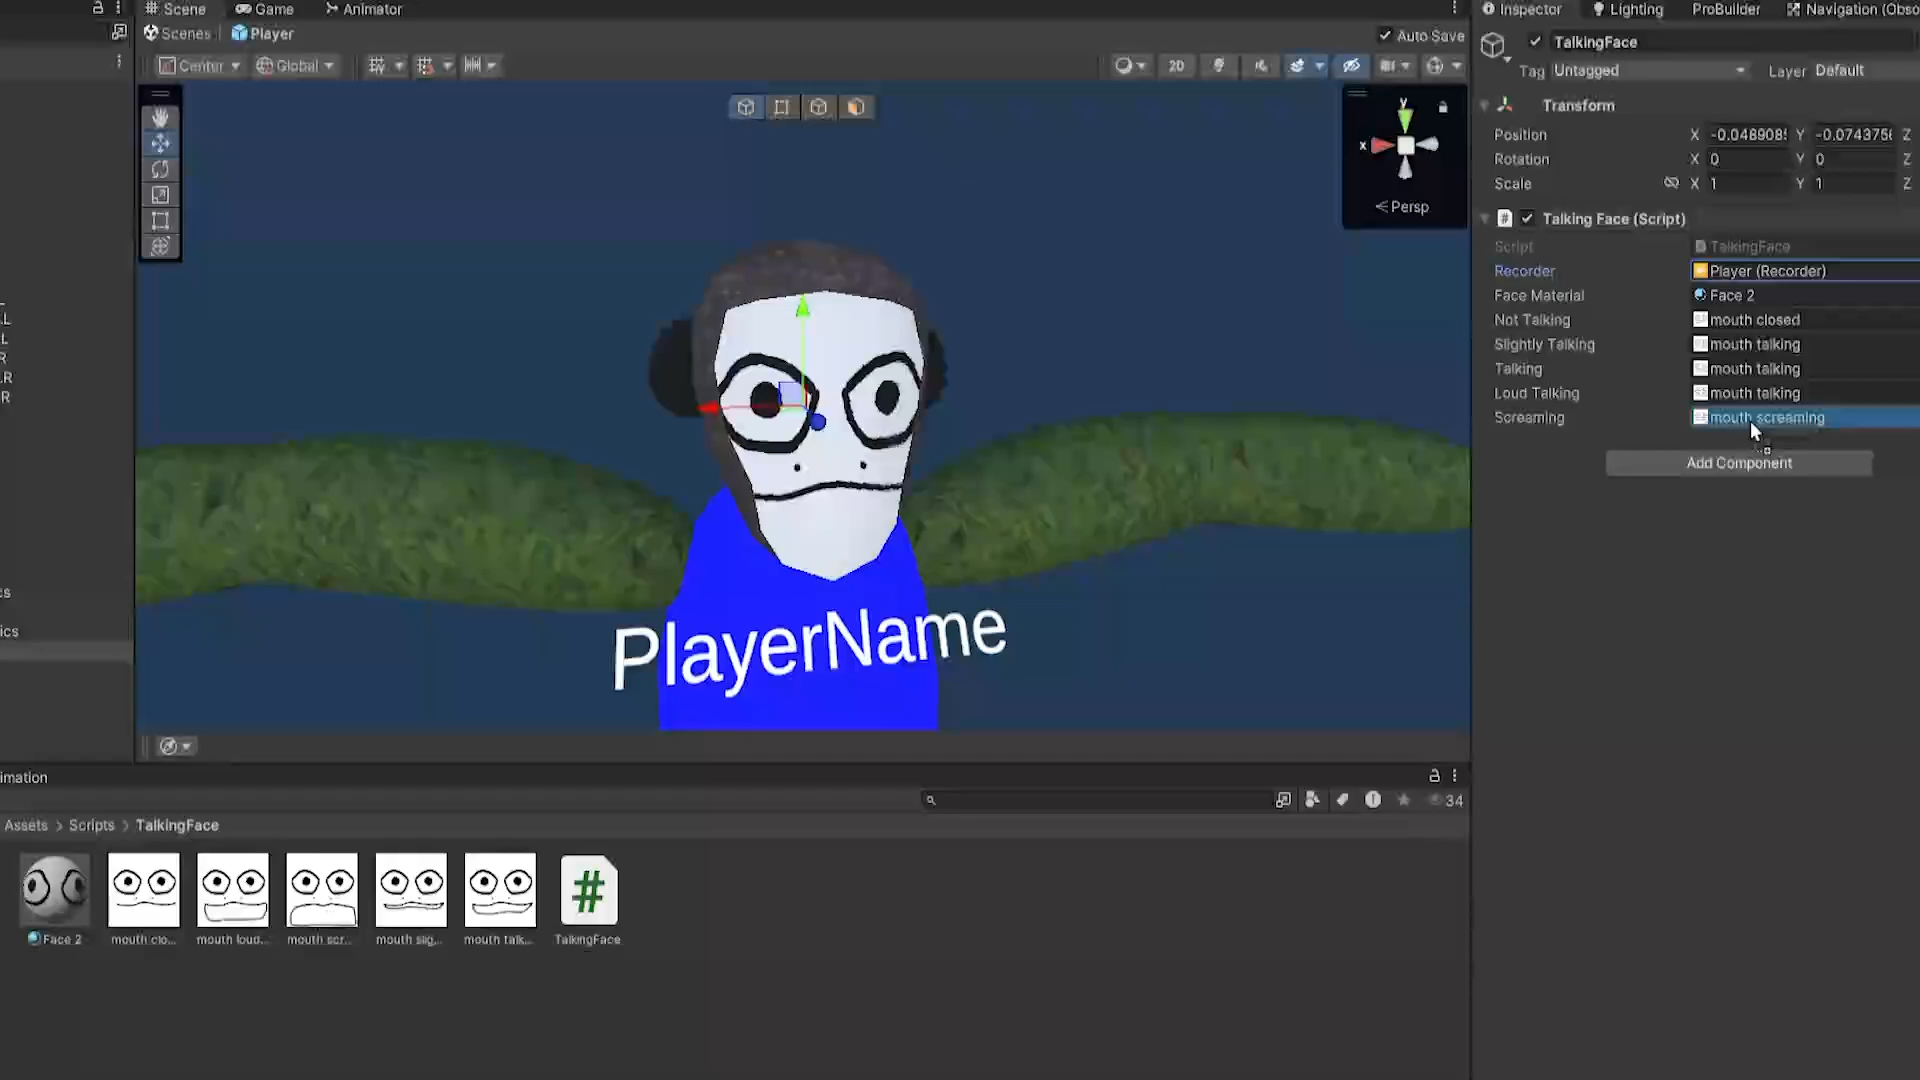 Scene Game Animator
Scenes Player Auto Save
Center Global 2D
y
x
Persp
PlayerName
L
L
R
R
R
cs
ics
imation
34
Assets > Scripts > TalkingFace
Face 2 mouth clo... mouth loud... mouth scr... mouth slig... mouth talk... TalkingFace
#
Inspector Lighting ProBuilder Navigation (Obso
TalkingFace
Tag Untagged Layer Default
Transform
Position X -0.048908! Y -0.074375( Z
Rotation X 0 Y 0 Z
Scale X 1 Y 1 Z
# Talking Face (Script)
Script TalkingFace
Recorder Player (Recorder)
Face Material Face 2
Not Talking mouth closed
Slightly Talking mouth talking
Talking mouth talking
Loud Talking mouth talking
Screaming mouth screaming
Add Component